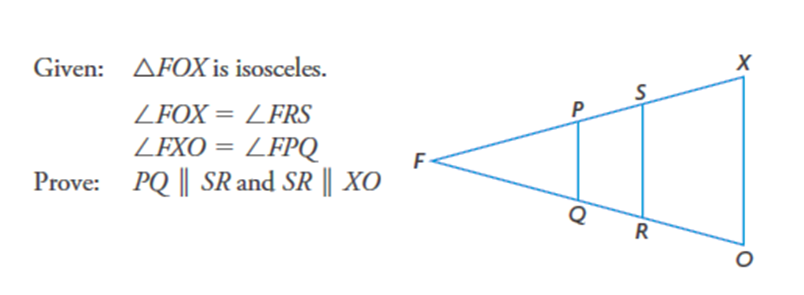 Given: △FOX is isosceles.
∠FOX = ∠FRS
∠FXO = ∠FPQ
Prove: PQ ∥ SR and SR ∥ XO
X
S
P
F
Q
R
O